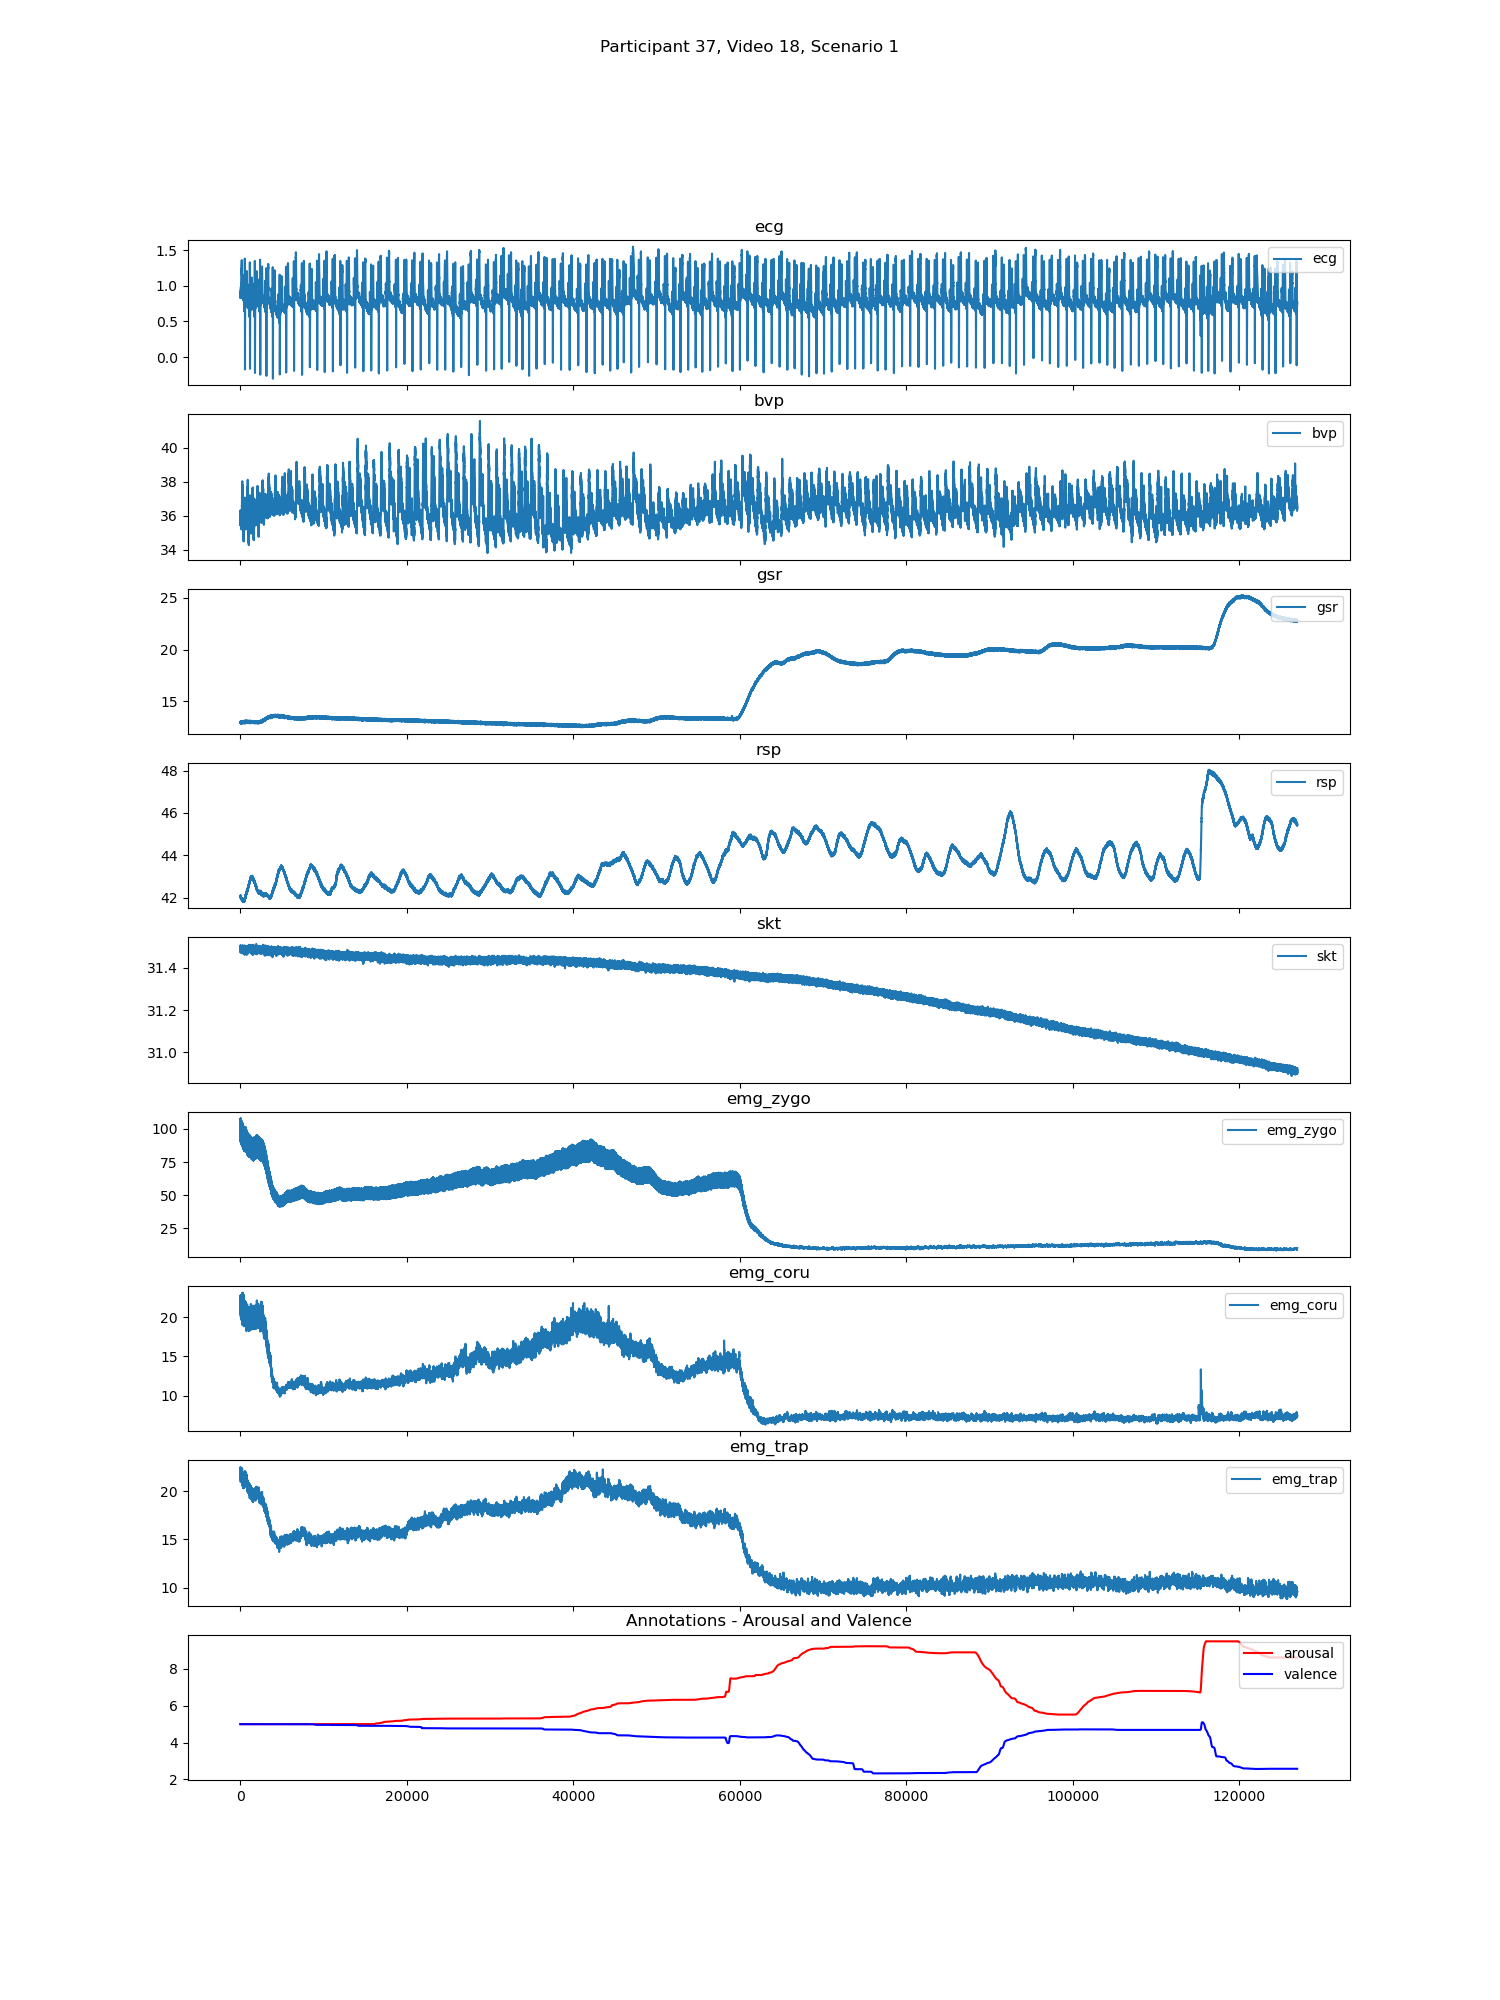 Participant 37, Video 18, Scenario 1
ecg
1.5
1.0
0.5
0.0
ecg
bvp
40
38
36
34
bvp
gsr
25
20
15
gsr
rsp
48
46
44
42
rsp
skt
31.4
31.2
31.0
skt
emg_zygo
100
75
50
25
emg_zygo
emg_coru
20
15
10
emg_coru
emg_trap
20
15
10
emg_trap
Annotations - Arousal and Valence
8
6
4
2
arousal
valence
0 20000 40000 60000 80000 100000 120000